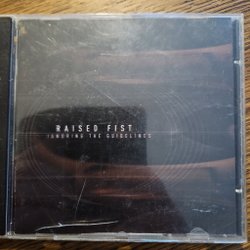 RAISED FIST
IGNORING THE GUIDELINES